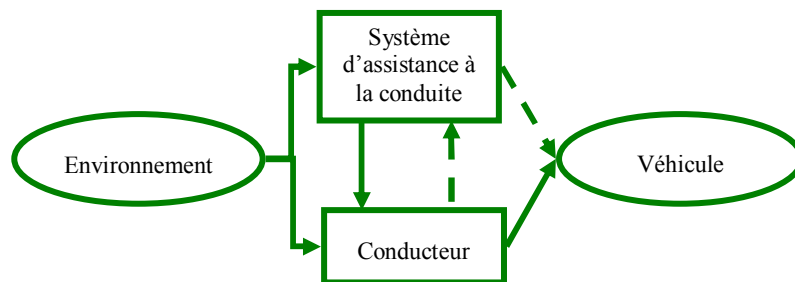 Système
d’assistance à
la conduite
Environnement
Véhicule
Conducteur